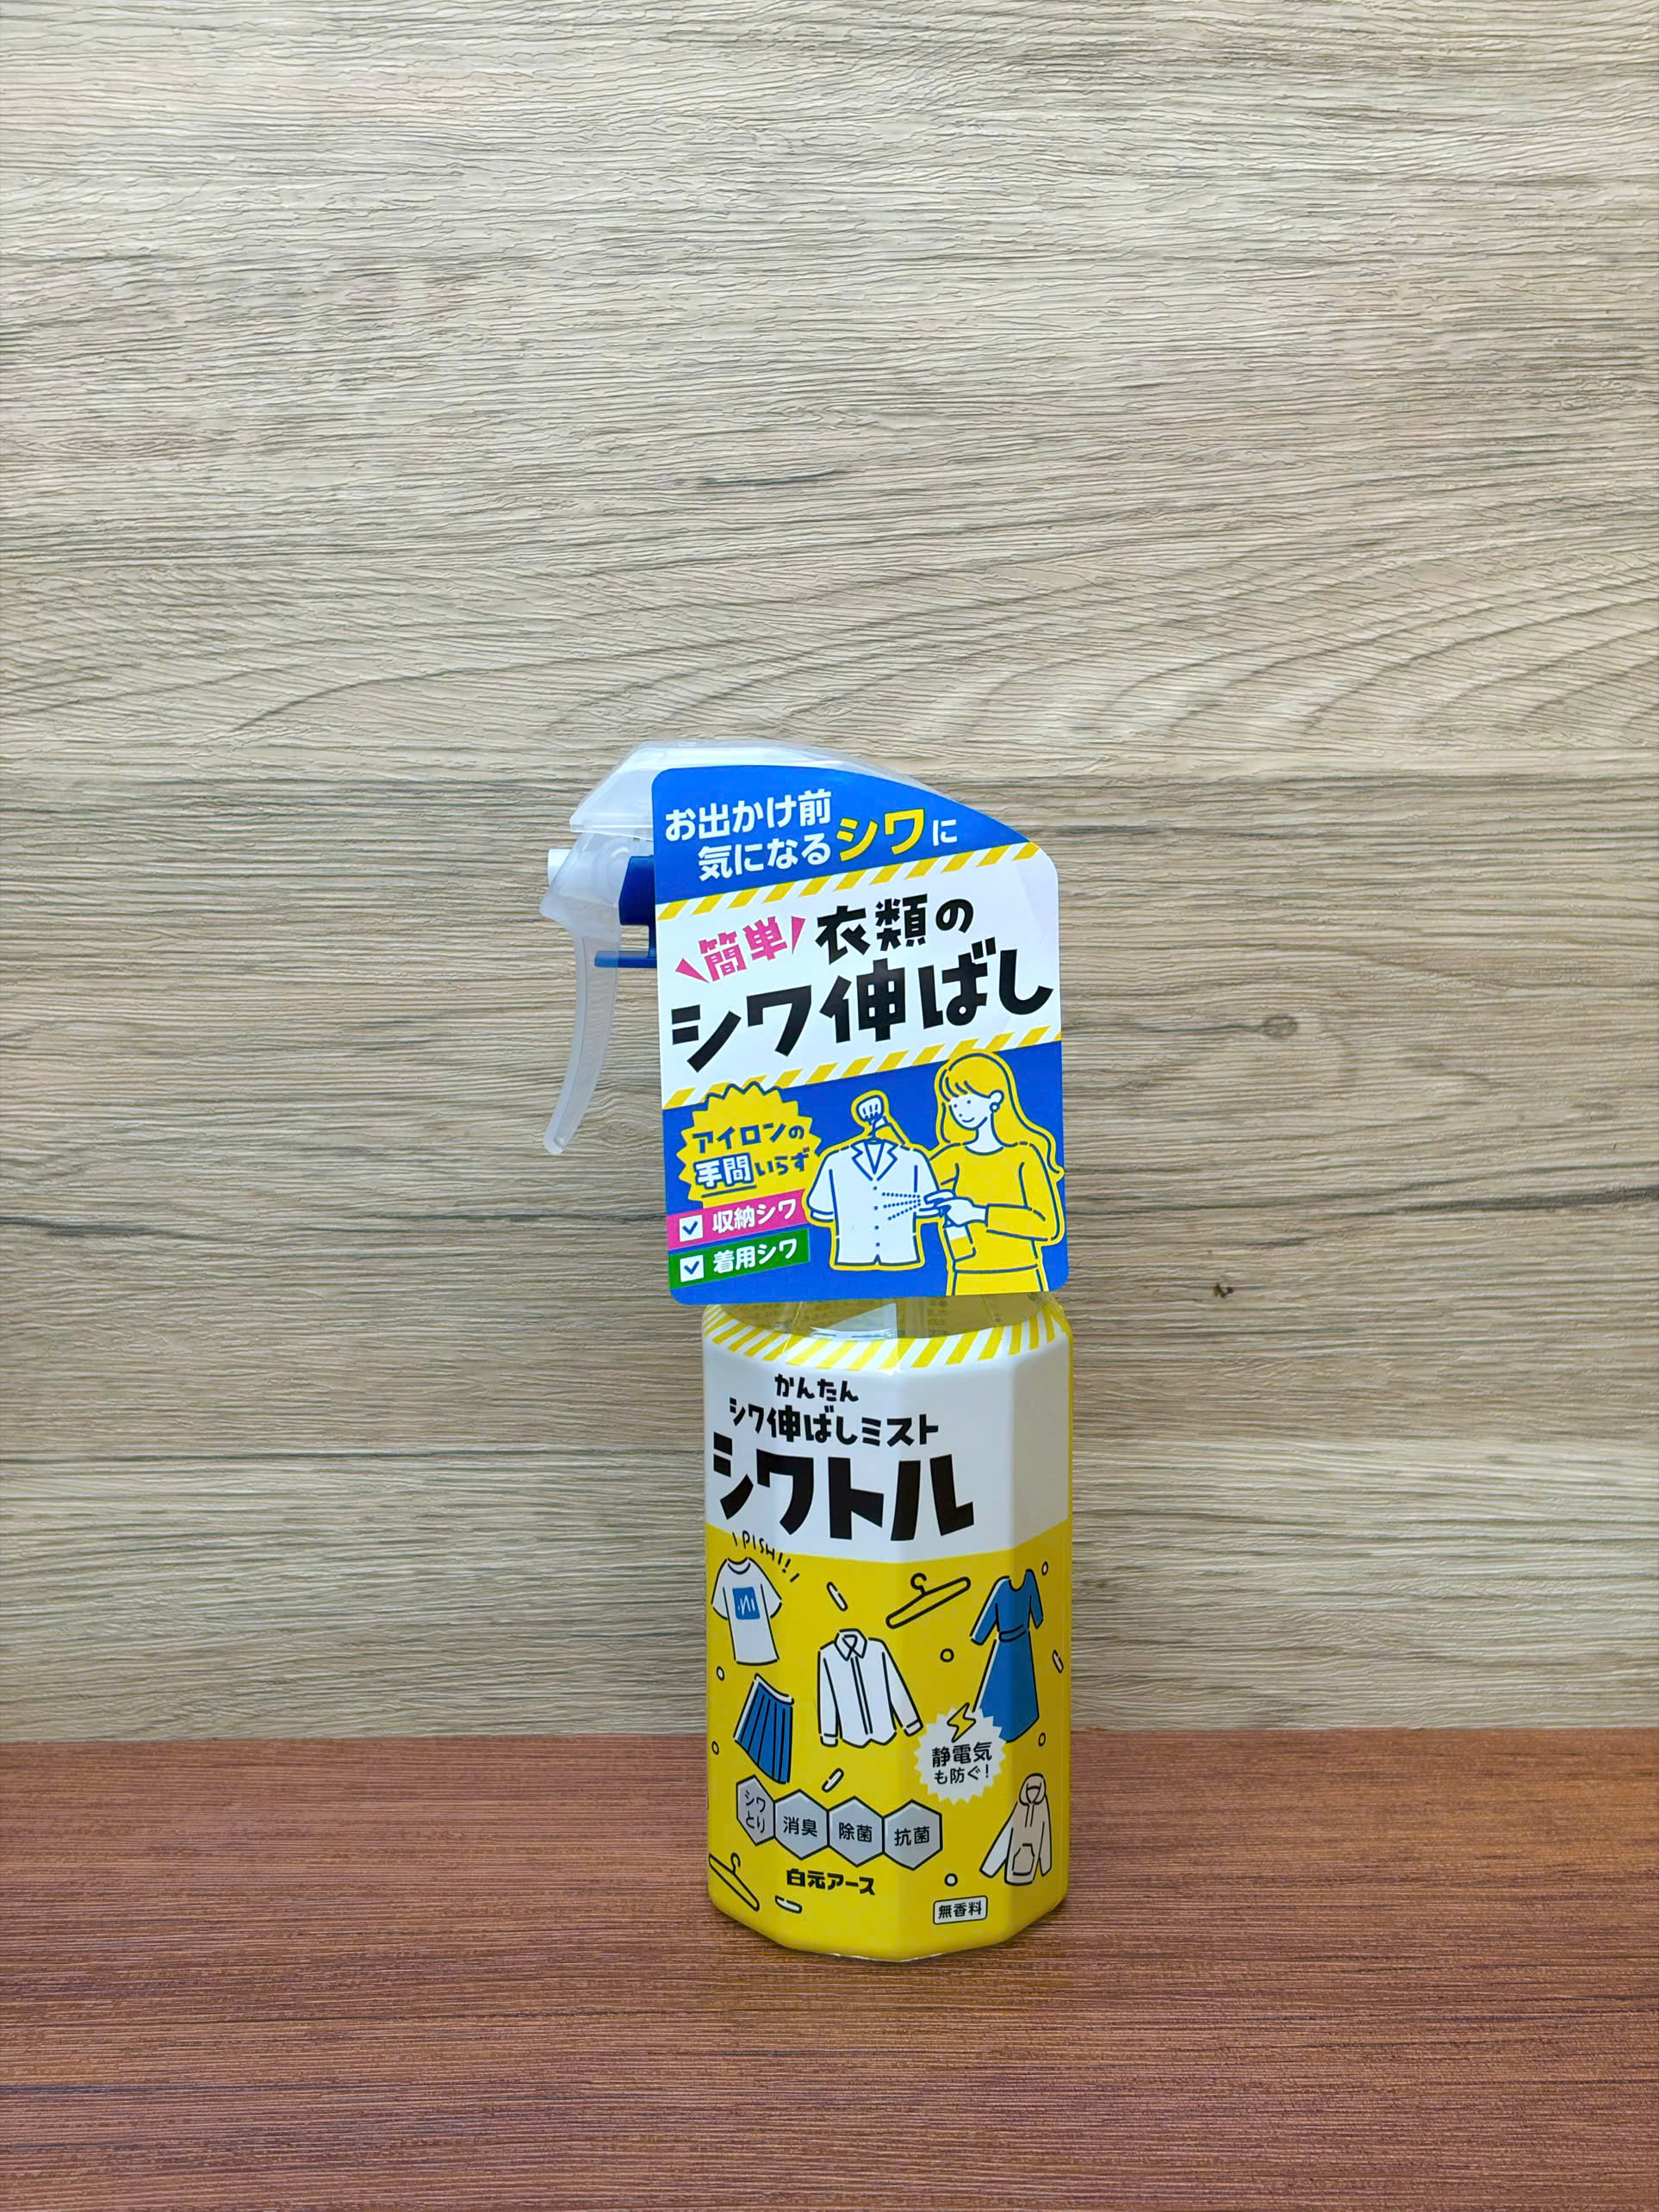 お出かけ前
気になるシワに
簡単 衣類の
シワ伸ばし
アイロンの
手間いらず
収納シワ
着用シワ
かんたん
シワ伸ばしミスト
シワトル
PISH!!
静電気
も防ぐ!
シワとり 消臭 除菌 抗菌
白元アース
無香料